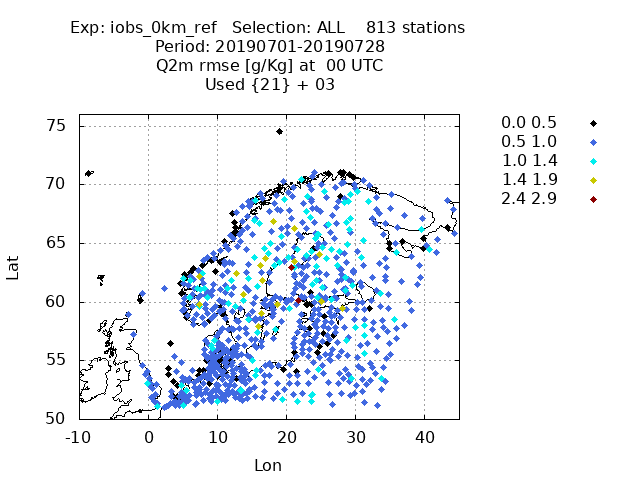 Exp: iobs_0km_ref   Selection: ALL    813 stations
Period: 20190701-20190728
Q2m rmse [g/Kg] at  00 UTC
Used {21} + 03
0.0 0.5
0.5 1.0
1.0 1.4
1.4 1.9
2.4 2.9
75
70
65
60
55
50
Lat
-10 0 10 20 30 40
Lon